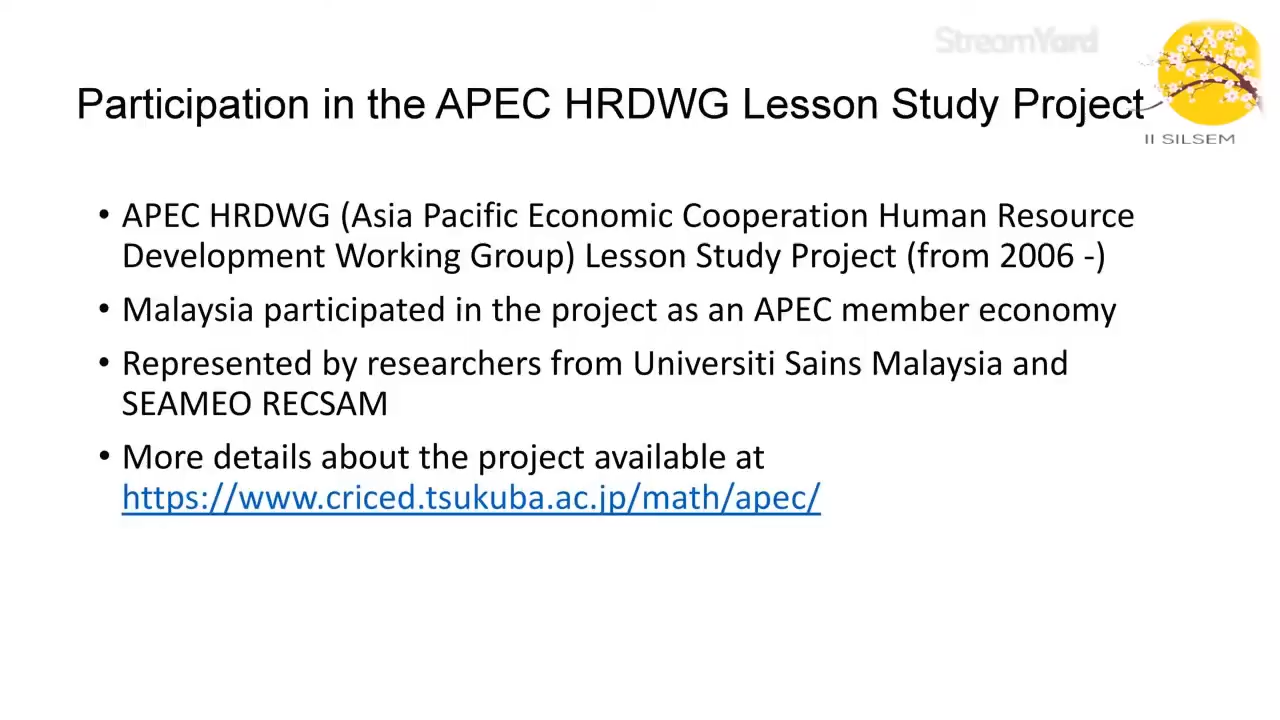 StreamYard
Participation in the APEC HRDWG Lesson Study Project
II SILSEM
• APEC HRDWG (Asia Pacific Economic Cooperation Human Resource
Development Working Group) Lesson Study Project (from 2006 -)
• Malaysia participated in the project as an APEC member economy
• Represented by researchers from Universiti Sains Malaysia and
SEAMEO RECSAM
• More details about the project available at
https://www.criced.tsukuba.ac.jp/math/apec/